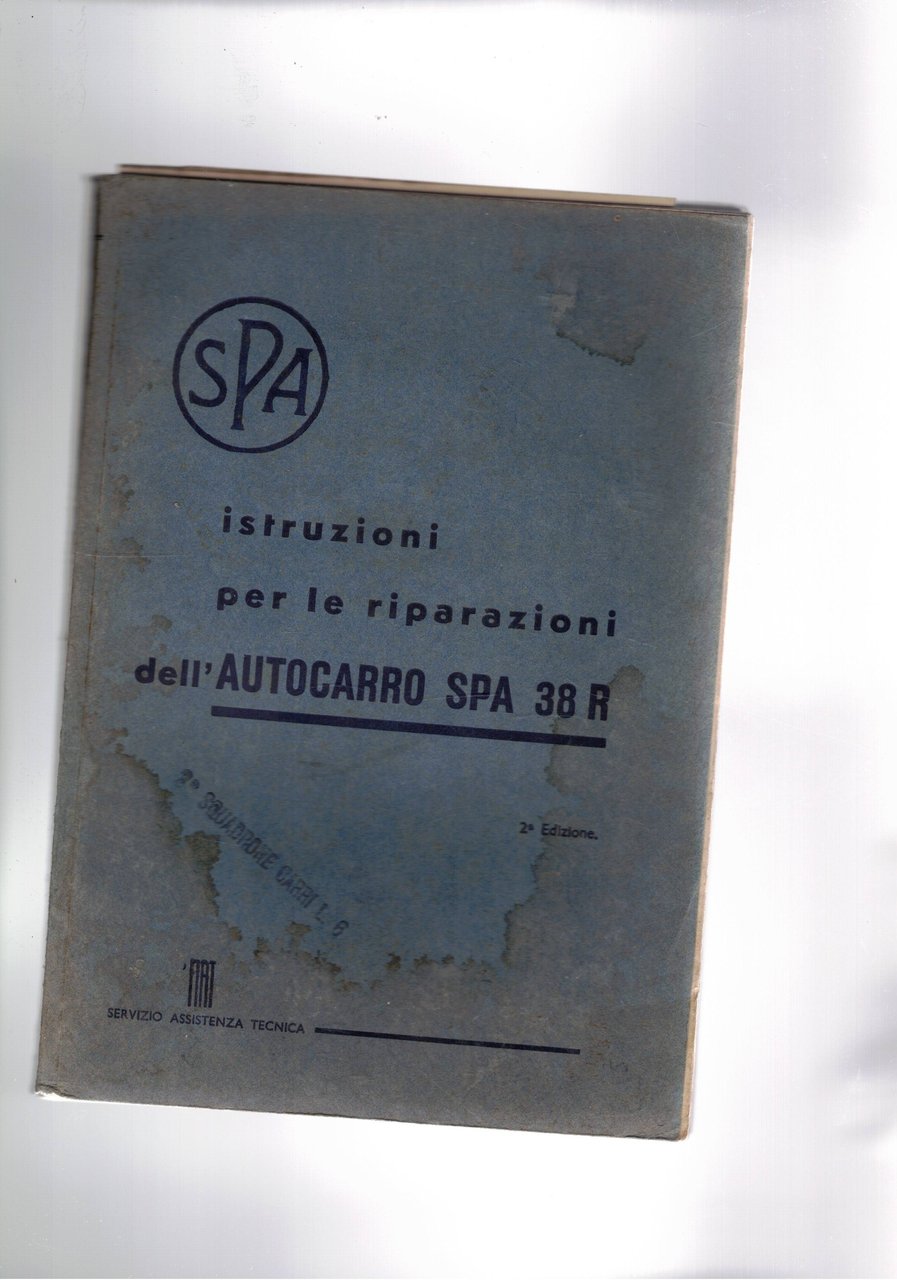 SPA
istruzioni
per le riparazioni
dell'AUTOCARRO SPA 38 R
2ª Edizione.
2° SQUADRONE CARRI L. 6
FIAT
SERVIZIO ASSISTENZA TECNICA